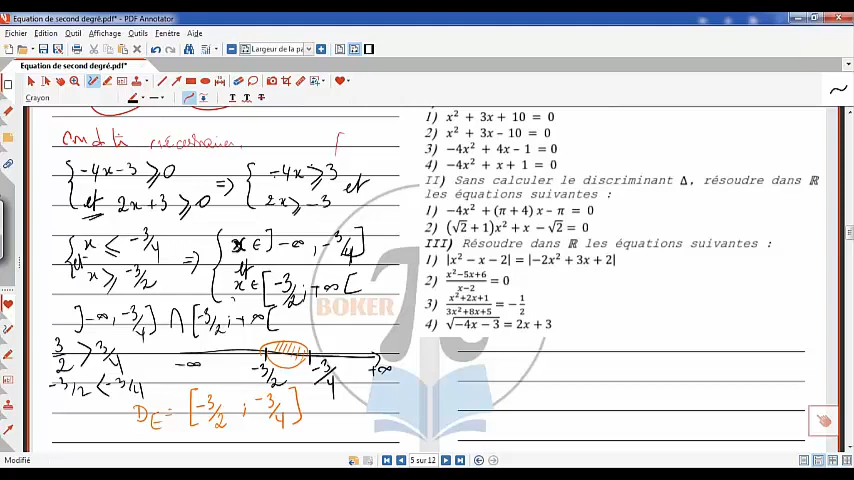 Equation de second degré.pdf* - PDF Annotator
Fichier Edition Outil Affichage Outils Fenêtre Aide
Largeur de la pa
Equation de second degré.pdf*
Crayon
condti nécessaire.
{-4x-3 ≥ 0 et 2x+3 ≥ 0 => {-4x ≥ 3 et 2x ≥ -3
{x ≤ -3/4 et x ≥ -3/2 => {x ∈ ]-∞, -3/4] et x ∈ [-3/2; +∞[
]-∞, -3/4] ∩ [-3/2; +∞[
3/2 > 3/4
-∞ -3/2 -3/4 +∞
-3/2 < -3/4
D_E = [-3/2 ; -3/4]
1) x² + 3x + 10 = 0
2) x² + 3x - 10 = 0
3) -4x² + 4x - 1 = 0
4) -4x² + x + 1 = 0
II) Sans calculer le discriminant Δ, résoudre dans ℝ
les équations suivantes :
1) -4x² + (π + 4) x - π = 0
2) (√2 + 1)x² + x - √2 = 0
III) Résoudre dans ℝ les équations suivantes :
1) |x² - x - 2| = |-2x² + 3x + 2|
2) (x²-5x+6)/(x-2) = 0
3) (x²+2x+1)/(3x²+8x+5) = -1/2
4) √(-4x - 3) = 2x + 3
BOKER
Modifié
5 sur 12